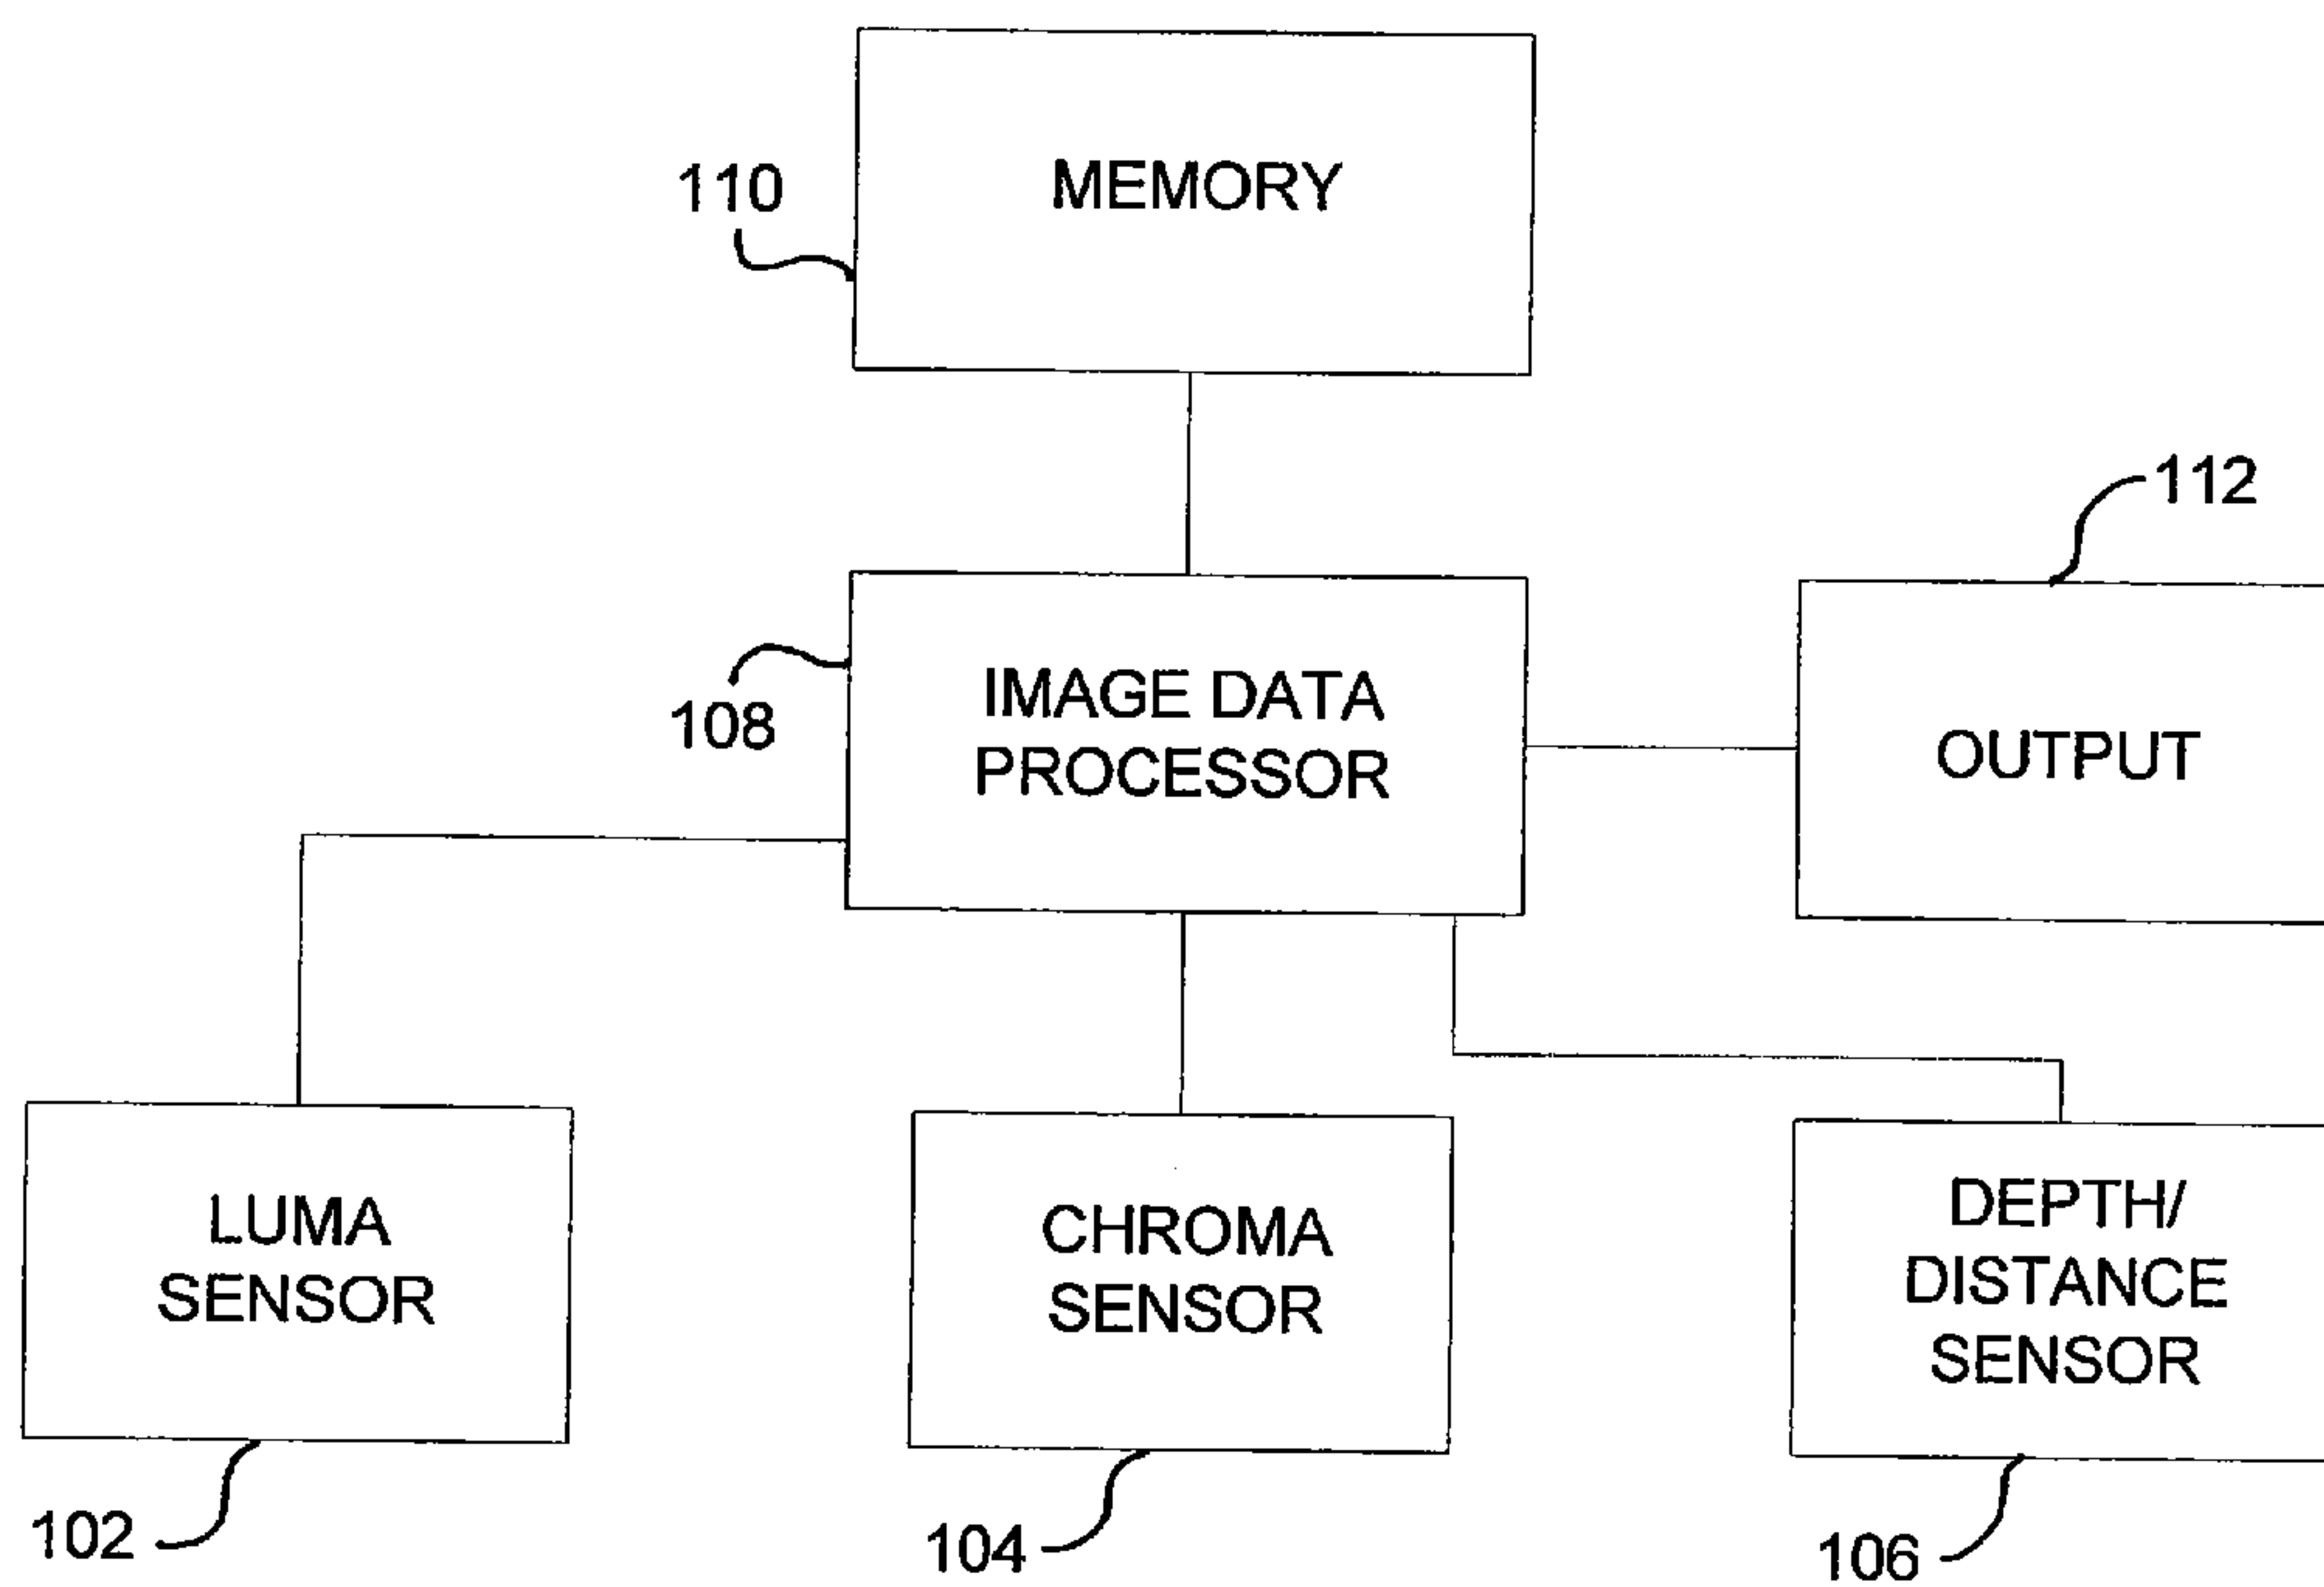 110
MEMORY
112
108
IMAGE DATA
PROCESSOR
OUTPUT
LUMA
SENSOR
CHROMA
SENSOR
DEPTH/
DISTANCE
SENSOR
102
104
106